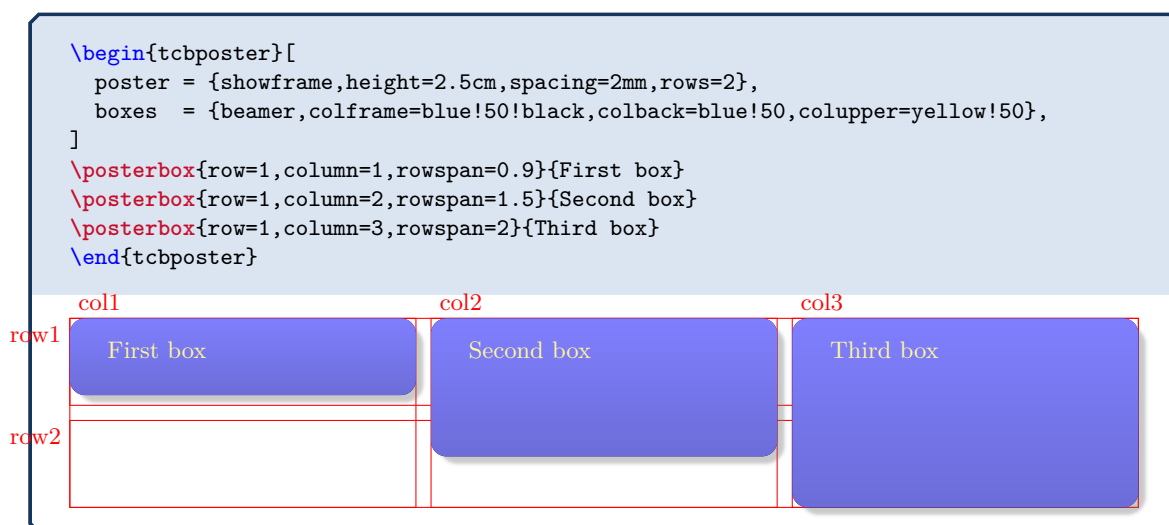 \begin{tcbposter}[
  poster = {showframe,height=2.5cm,spacing=2mm,rows=2},
  boxes  = {beamer,colframe=blue!50!black,colback=blue!50,colupper=yellow!50},
]
\posterbox{row=1,column=1,rowspan=0.9}{First box}
\posterbox{row=1,column=2,rowspan=1.5}{Second box}
\posterbox{row=1,column=3,rowspan=2}{Third box}
\end{tcbposter}
col1 col2 col3
row1
First box Second box Third box
row2